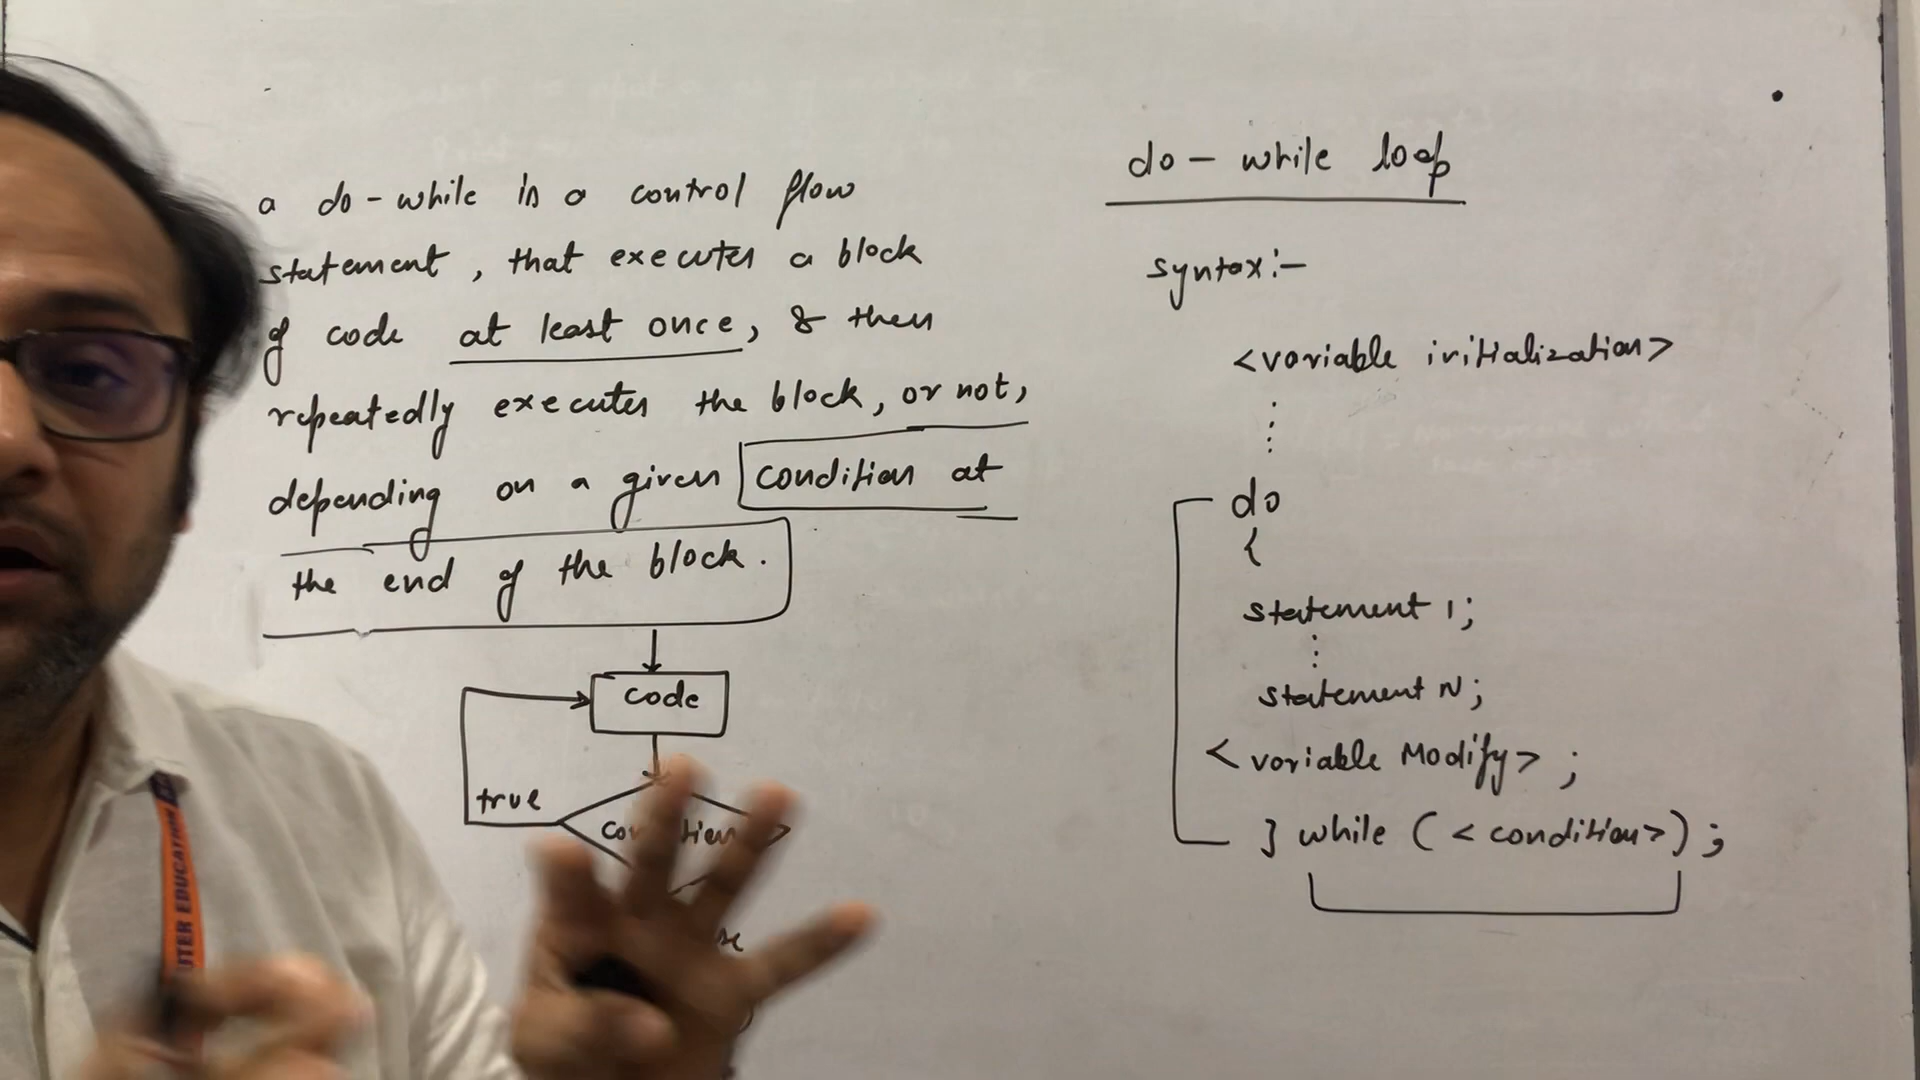 a do-while is a control flow
statement, that executes a block
of code at least once, & then
repeatedly executes the block, or not,
depending on a given condition at
the end of the block.
code
true
do - while loop
syntax:-
<variable initialization>
do
{
statement 1;
statement N;
<variable Modify> ;
} while (<condition>);
UTER EDUCATION